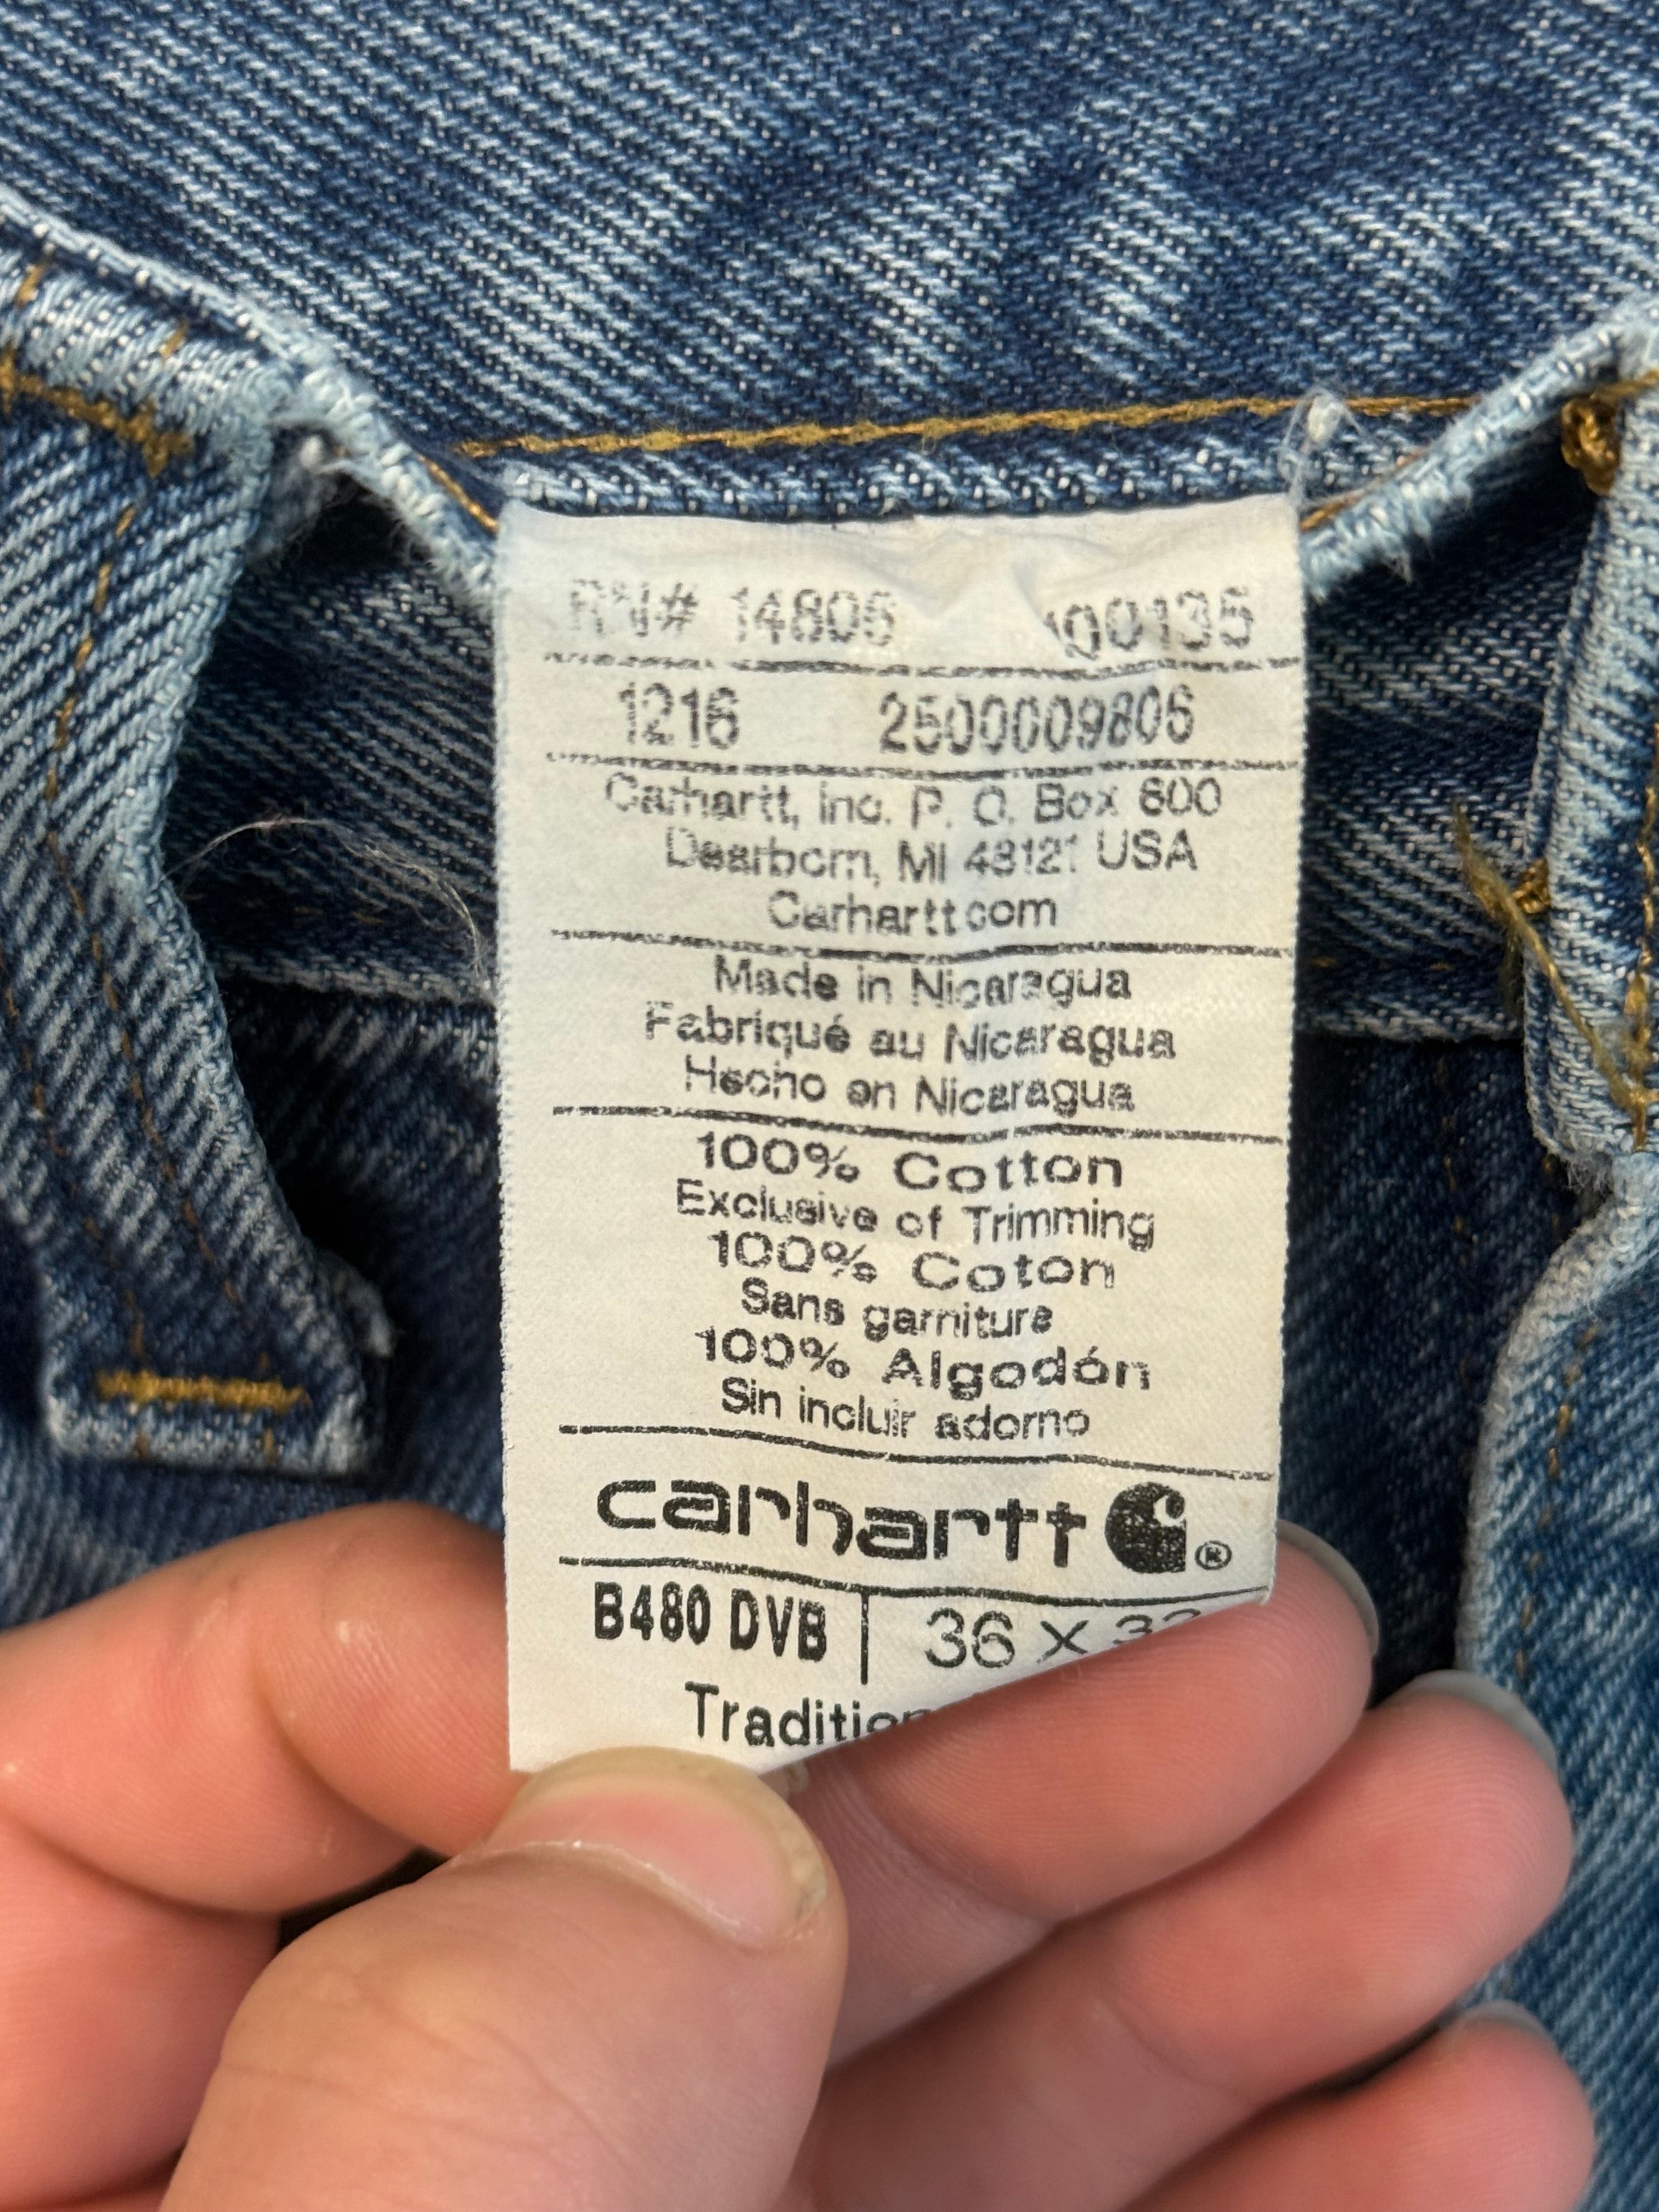 RN# 14806 100135
1216 2500009806
Carhartt, Inc. P. O. Box 600
Dearborn, MI 48121 USA
Carhartt.com
Made in Nicaragua
Fabriqué au Nicaragua
Hecho en Nicaragua
100% Cotton
Exclusive of Trimming
100% Coton
Sans garniture
100% Algodón
Sin incluir adorno
carhartt ®
B480 DVB | 36 X